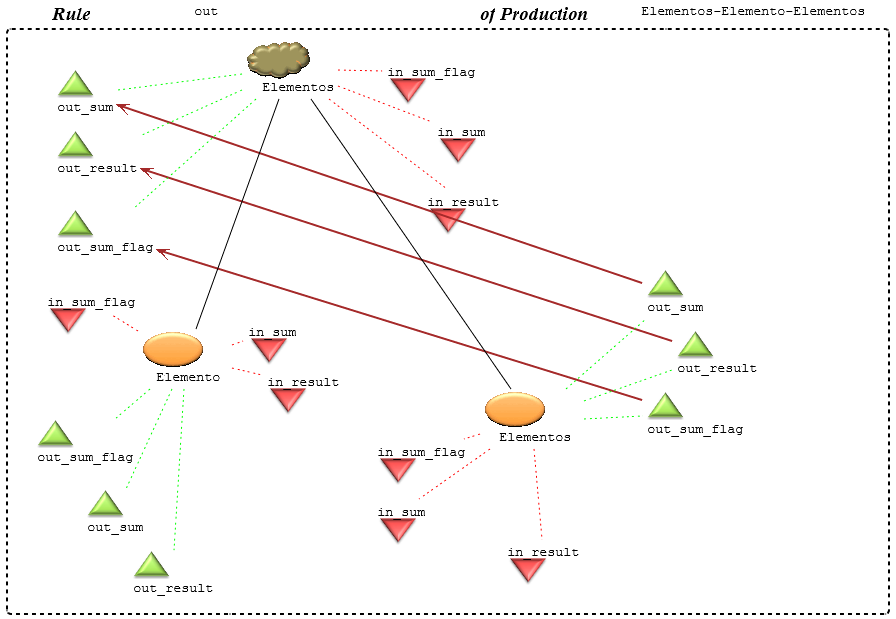 Rule out of Production Elementos-Elemento-Elementos
in_sum_flag
Elementos
out_sum
in_sum
out_result
in_result
out_sum_flag
in_sum_flag
out_sum
in_sum
out_result
Elemento
in_result
out_sum_flag
Elementos
in_sum_flag
out_sum_flag
in_sum
out_sum
in_result
out_result